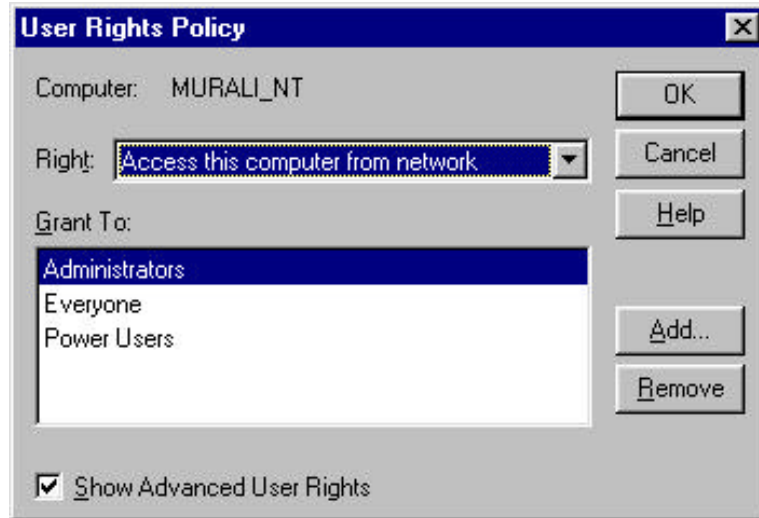 User Rights Policy
Computer: MURALI_NT
OK
Right: Access this computer from network
Cancel
Grant To:
Help
Administrators
Everyone
Power Users
Add...
Remove
Show Advanced User Rights